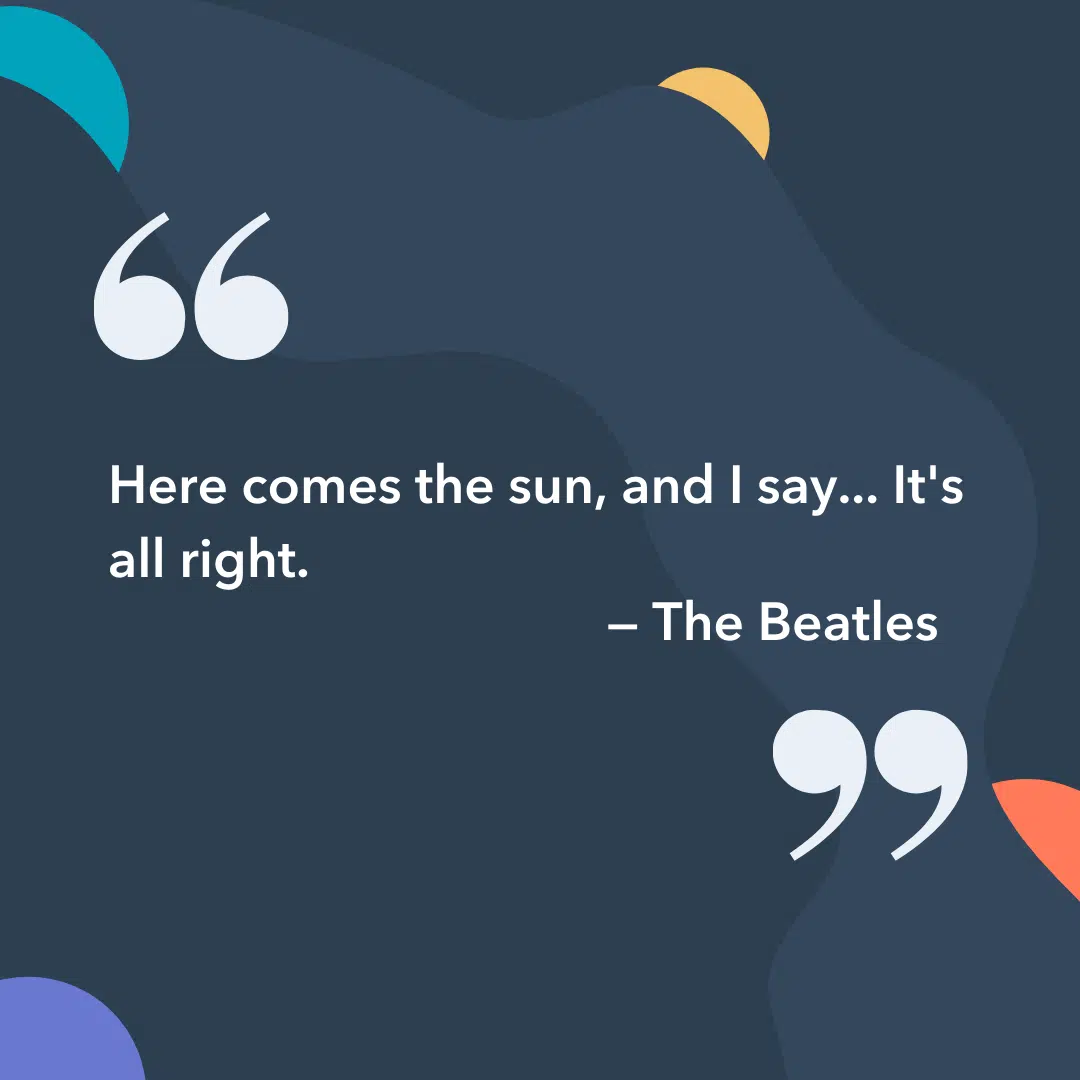 “
Here comes the sun, and I say... It's
all right.
– The Beatles
”